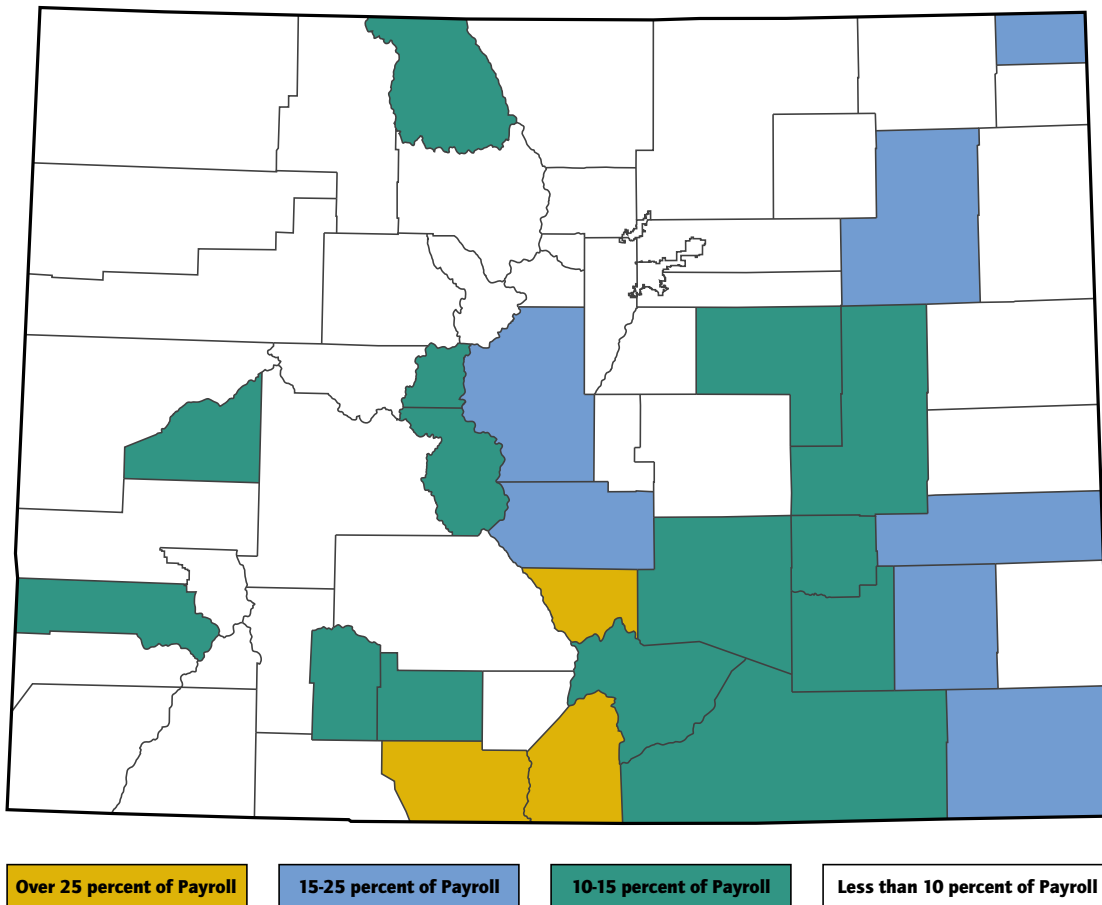 Over 25 percent of Payroll
15-25 percent of Payroll
10-15 percent of Payroll
Less than 10 percent of Payroll